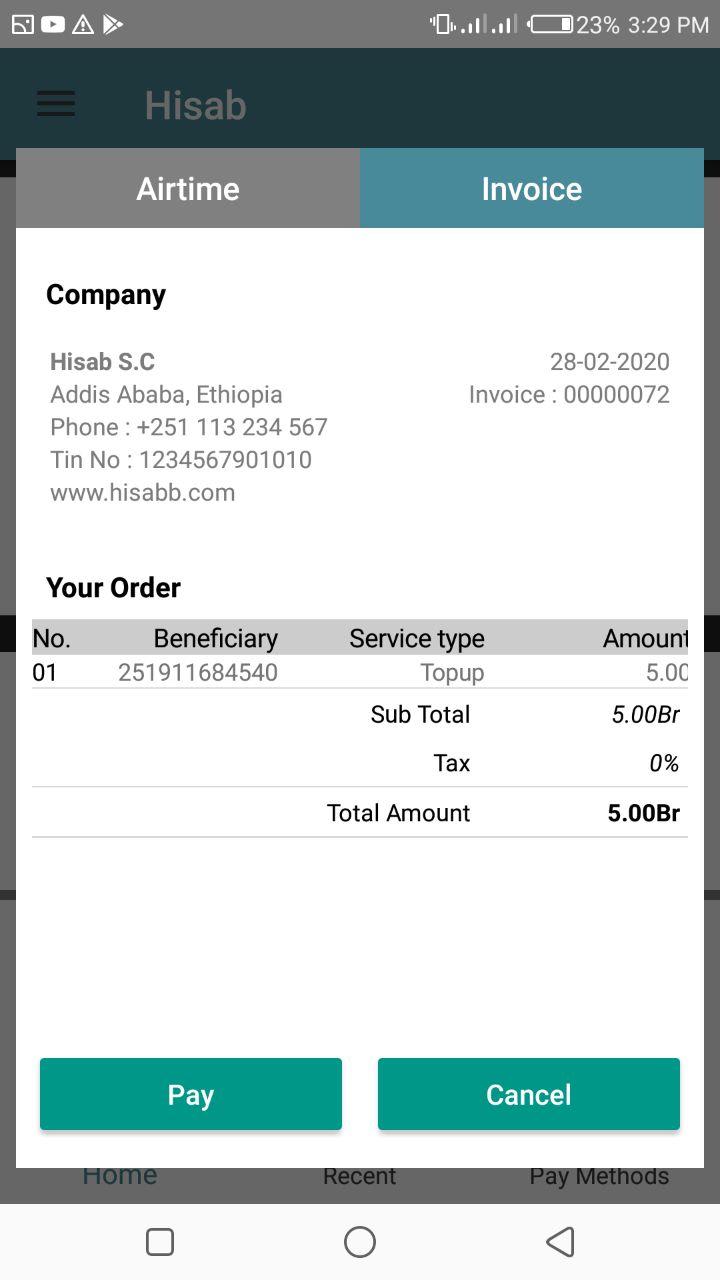 23% 3:29 PM
Hisab
Airtime Invoice
Company
Hisab S.C 28-02-2020
Addis Ababa, Ethiopia Invoice : 00000072
Phone : +251 113 234 567
Tin No : 1234567901010
www.hisabb.com
Your Order
No. Beneficiary Service type Amount
01 251911684540 Topup 5.00
Sub Total 5.00Br
Tax 0%
Total Amount 5.00Br
Pay Cancel
Home Recent Pay Methods